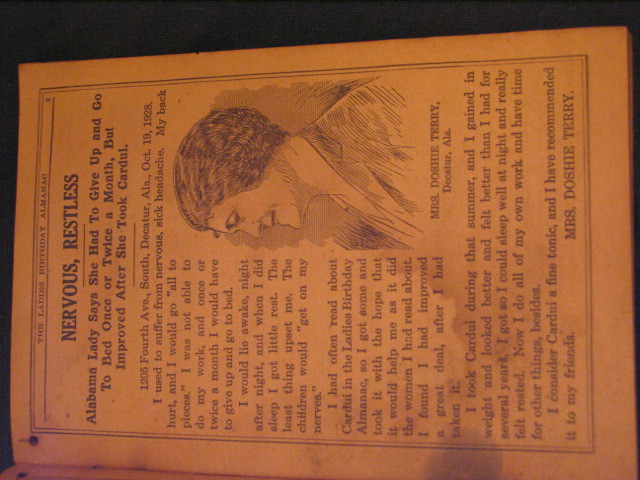 THE LADIES BIRTHDAY ALMANAC
NERVOUS, RESTLESS
Alabama Lady Says She Had To Give Up and Go
To Bed Once or Twice a Month, But
Improved After She Took Cardui.
1205 Fourth Ave., South, Decatur, Ala., Oct. 19, 1928.
I used to suffer from nervous, sick headache. My back
hurt, and I would go "all to
pieces." I was not able to
do my work, and once or
twice a month I would have
to give up and go to bed.
I would lie awake, night
after night, and when I did
sleep I got little rest. The
least thing upset me. The
children would "get on my
nerves."
I had often read about
Cardui in the Ladies Birthday
Almanac, so I got some and
took it with the hope that
it would help me as it did
the women I had read about.
I found I had improved
a great deal, after I had
taken it.
MRS. DOSHIE TERRY,
Decatur, Ala.
I took Cardui during that summer, and I gained in
weight and looked better and felt better than I had for
several years. I got so I could sleep well at night and really
felt rested. Now I do all of my own work and have time
for other things, besides.
I consider Cardui a fine tonic, and I have recommended
it to my friends.
MRS. DOSHIE TERRY.